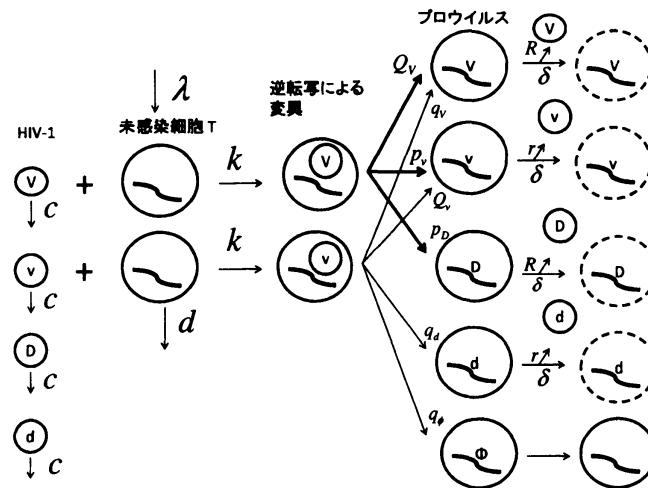 プロウイルス
V
λ
逆転写による
変異
Q_V
V
R
δ
V
HIV-1
未感染細胞 T
q_V
v
V
c
+
k
V
p_v
v
r
δ
v
Q_v
p_D
D
v
c
+
k
v
D
R
δ
D
D
c
d
q_d
d
d
r
δ
d
d
c
q_ϕ
Φ